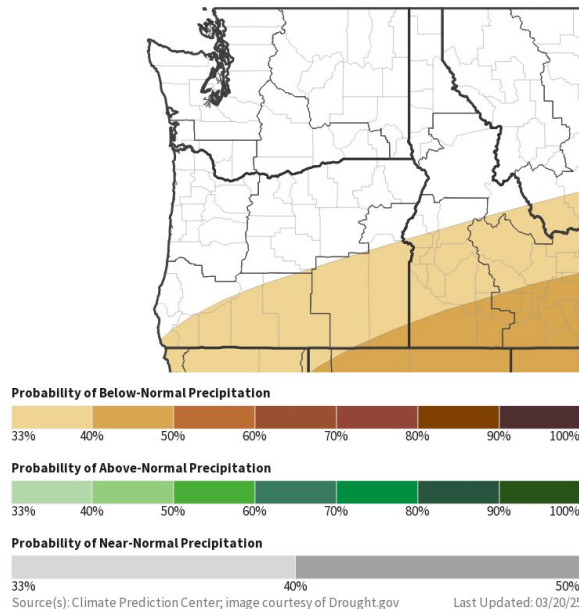 Probability of Below-Normal Precipitation
33% 40% 50% 60% 70% 80% 90% 100%
Probability of Above-Normal Precipitation
33% 40% 50% 60% 70% 80% 90% 100%
Probability of Near-Normal Precipitation
33% 40% 50%
Source(s): Climate Prediction Center; image courtesy of Drought.gov Last Updated: 03/20/25